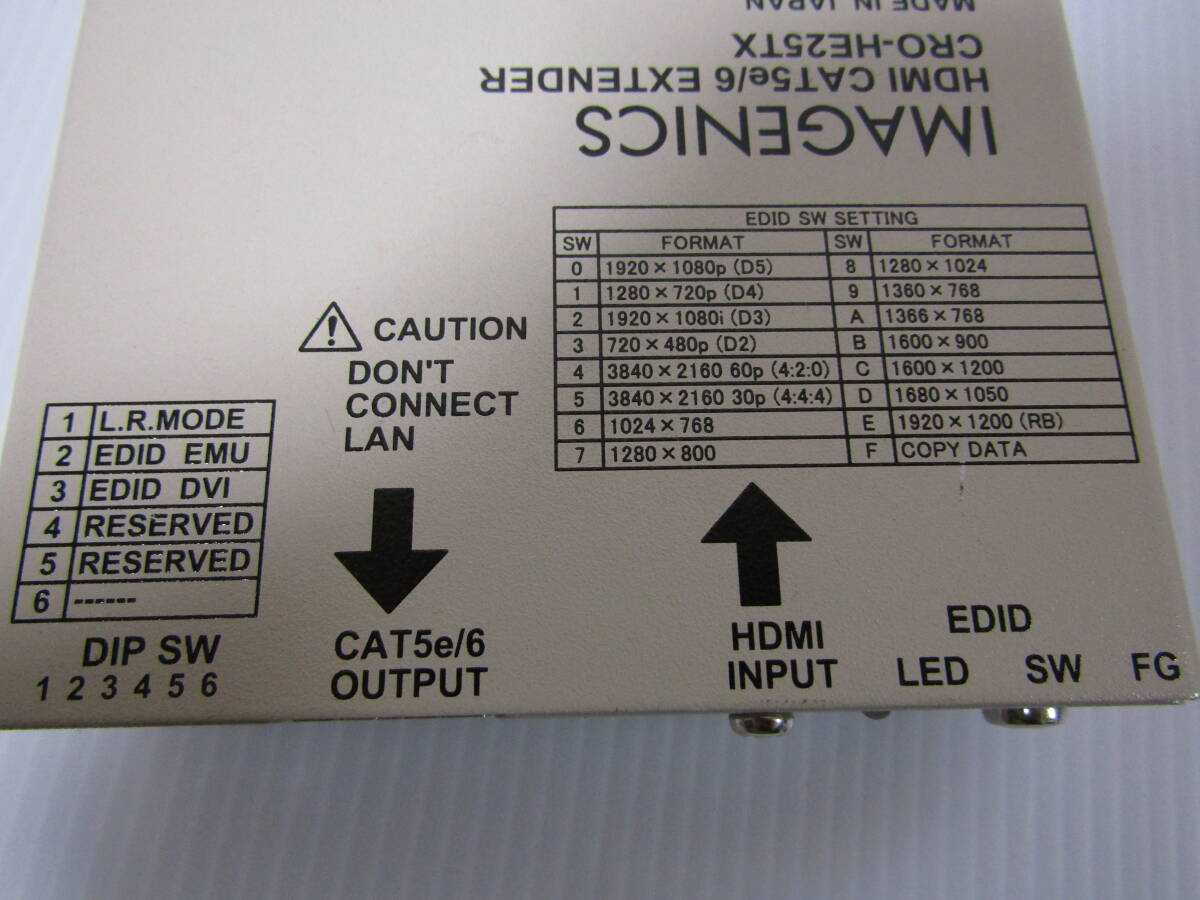 MADE IN JAPAN
CRO-HE25TX
HDMI CAT5e/6 EXTENDER
IMAGENICS
EDID SW SETTING
SW FORMAT SW FORMAT
0 1920×1080p (D5) 8 1280×1024
1 1280×720p (D4) 9 1360×768
2 1920×1080i (D3) A 1366×768
3 720×480p (D2) B 1600×900
4 3840×2160 60p (4:2:0) C 1600×1200
5 3840×2160 30p (4:4:4) D 1680×1050
6 1024×768 E 1920×1200 (RB)
7 1280×800 F COPY DATA
CAUTION
DON'T
CONNECT
LAN
1 L.R.MODE
2 EDID EMU
3 EDID DVI
4 RESERVED
5 RESERVED
6 ------
DIP SW
1 2 3 4 5 6
CAT5e/6
OUTPUT
HDMI
INPUT
EDID
LED SW FG